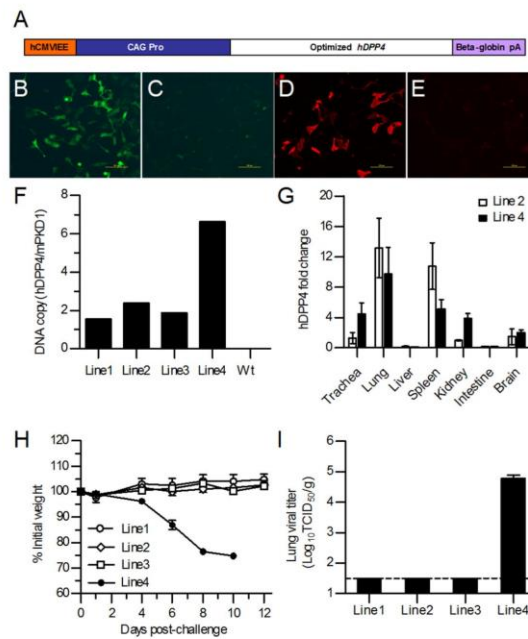 A
hCMVIEE CAG Pro Optimized hDPP4 Beta-globin pA
B C D E
F
DNA copy (hDPP4/mPKD1)
8
6
4
2
0
Line1 Line2 Line3 Line4 Wt
G
Line 2
Line 4
hDPP4 fold change
20
16
12
8
4
0
Trachea Lung Liver Spleen Kidney Intestine Brain
H
% Initial weight
120
110
100
90
80
70
60
Line1
Line2
Line3
Line4
0 2 4 6 8 10 12
Days post-challenge
I
Lung viral titer
(Log10TCID50/g)
6
5
4
3
2
1
Line1 Line2 Line3 Line4